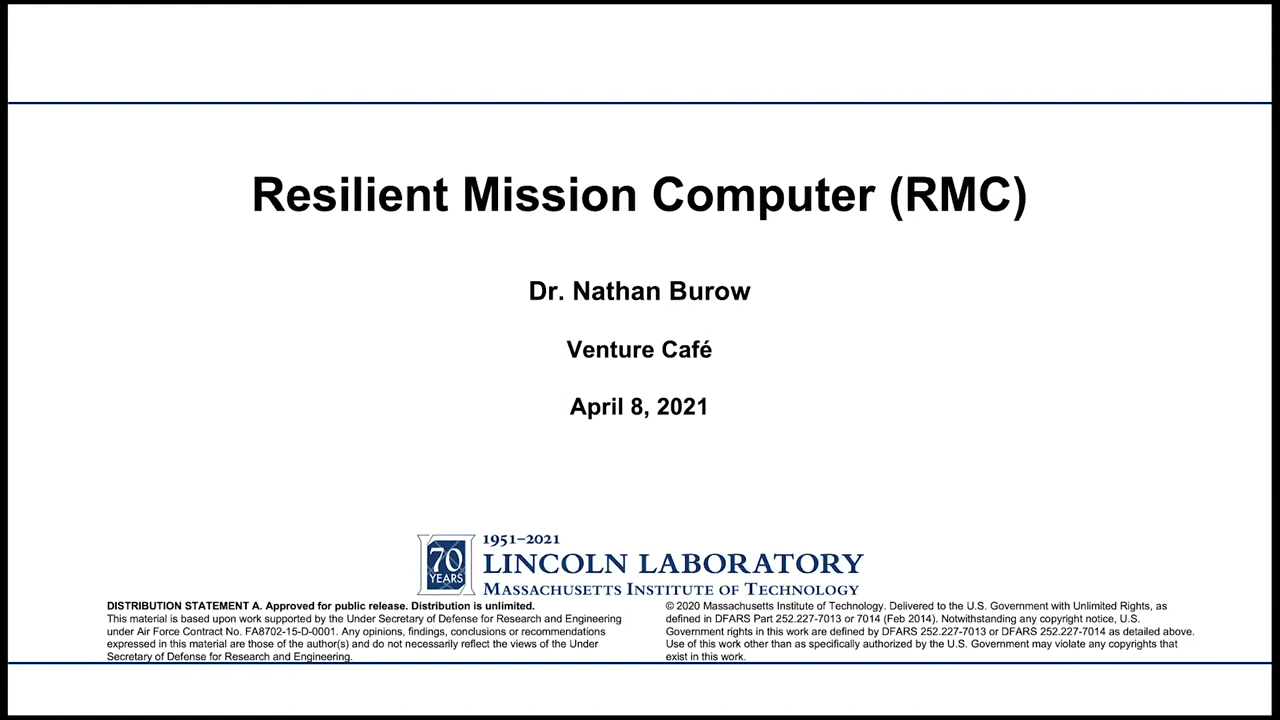 Resilient Mission Computer (RMC)
Dr. Nathan Burow
Venture Café
April 8, 2021
70
YEARS
1951–2021
LINCOLN LABORATORY
MASSACHUSETTS INSTITUTE OF TECHNOLOGY
DISTRIBUTION STATEMENT A. Approved for public release. Distribution is unlimited.
This material is based upon work supported by the Under Secretary of Defense for Research and Engineering
under Air Force Contract No. FA8702-15-D-0001. Any opinions, findings, conclusions or recommendations
expressed in this material are those of the author(s) and do not necessarily reflect the views of the Under
Secretary of Defense for Research and Engineering.
© 2020 Massachusetts Institute of Technology. Delivered to the U.S. Government with Unlimited Rights, as
defined in DFARS Part 252.227-7013 or 7014 (Feb 2014). Notwithstanding any copyright notice, U.S.
Government rights in this work are defined by DFARS 252.227-7013 or DFARS 252.227-7014 as detailed above.
Use of this work other than as specifically authorized by the U.S. Government may violate any copyrights that
exist in this work.